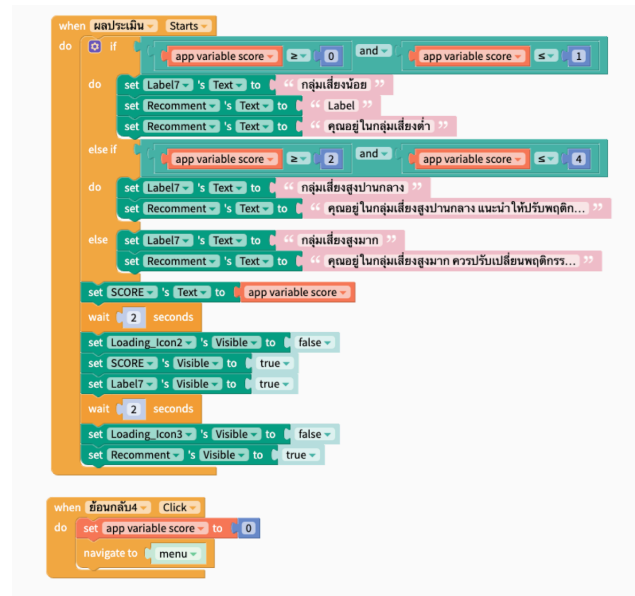 when ผลประเมิน Starts
do if app variable score ≥ 0 and app variable score ≤ 1
do set Label7 's Text to “ กลุ่มเสี่ยงน้อย ”
set Recomment 's Text to “ Label ”
set Recomment 's Text to “ คุณอยู่ในกลุ่มเสี่ยงต่ำ ”
else if app variable score ≥ 2 and app variable score ≤ 4
do set Label7 's Text to “ กลุ่มเสี่ยงสูงปานกลาง ”
set Recomment 's Text to “ คุณอยู่ในกลุ่มเสี่ยงสูงปานกลาง แนะนำให้ปรับพฤติก... ”
else set Label7 's Text to “ กลุ่มเสี่ยงสูงมาก ”
set Recomment 's Text to “ คุณอยู่ในกลุ่มเสี่ยงสูงมาก ควรปรับเปลี่ยนพฤติกรร... ”
set SCORE 's Text to app variable score
wait 2 seconds
set Loading_Icon2 's Visible to false
set SCORE 's Visible to true
set Label7 's Visible to true
wait 2 seconds
set Loading_Icon3 's Visible to false
set Recomment 's Visible to true
when ย้อนกลับ4 Click
do set app variable score to 0
navigate to menu